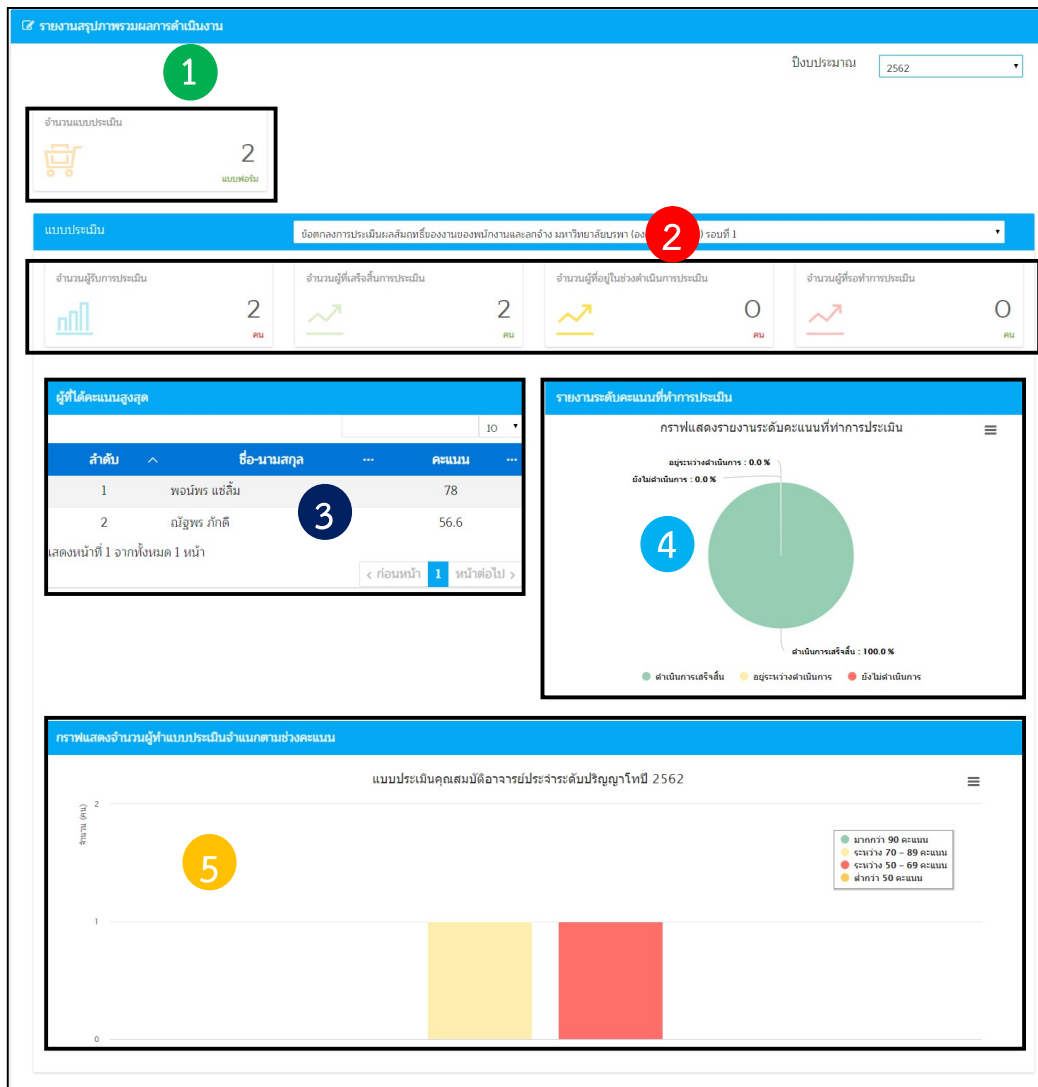 รายงานสรุปภาพรวมผลการดำเนินงาน
1
ปีงบประมาณ 2562
จำนวนแบบประเมิน
2
แบบฟอร์ม
แบบประเมิน
ข้อตกลงการประเมินผลสัมฤทธิ์ของงานของพนักงานและลูกจ้าง มหาวิทยาลัยบูรพา (อง
) รอบที่ 1
2
จำนวนผู้รับการประเมิน
2
คน
จำนวนผู้ที่เสร็จสิ้นการประเมิน
2
คน
จำนวนผู้ที่อยู่ในช่วงดำเนินการประเมิน
0
คน
จำนวนผู้ที่รอทำการประเมิน
0
คน
ผู้ที่ได้คะแนนสูงสุด
10
ลำดับ ชื่อ-นามสกุล ... คะแนน ...
1 พจน์พร แซ่ลิ้ม 78
2 ณัฐพร ภักดี 56.6
3
แสดงหน้าที่ 1 จากทั้งหมด 1 หน้า
< ก่อนหน้า 1 หน้าต่อไป >
รายงานระดับคะแนนที่ทำการประเมิน
กราฟแสดงรายงานระดับคะแนนที่ทำการประเมิน
อยู่ระหว่างดำเนินการ : 0.0 %
ยังไม่ดำเนินการ : 0.0 %
4
ดำเนินการเสร็จสิ้น : 100.0 %
ดำเนินการเสร็จสิ้น อยู่ระหว่างดำเนินการ ยังไม่ดำเนินการ
กราฟแสดงจำนวนผู้ทำแบบประเมินจำแนกตามช่วงคะแนน
แบบประเมินคุณสมบัติอาจารย์ประจำระดับปริญญาโทปี 2562
จำนวน (คน)
2
1
0
5
มากกว่า 90 คะแนน
ระหว่าง 70 – 89 คะแนน
ระหว่าง 50 – 69 คะแนน
ต่ำกว่า 50 คะแนน